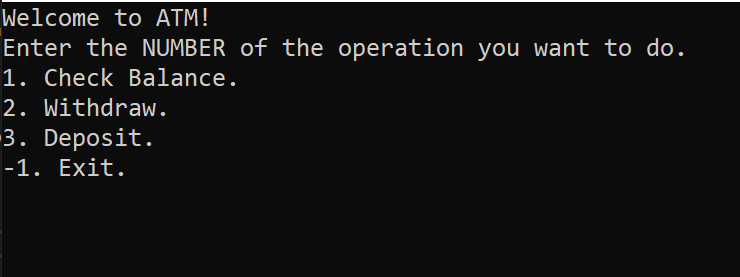 Welcome to ATM!
Enter the NUMBER of the operation you want to do.
1. Check Balance.
2. Withdraw.
3. Deposit.
-1. Exit.